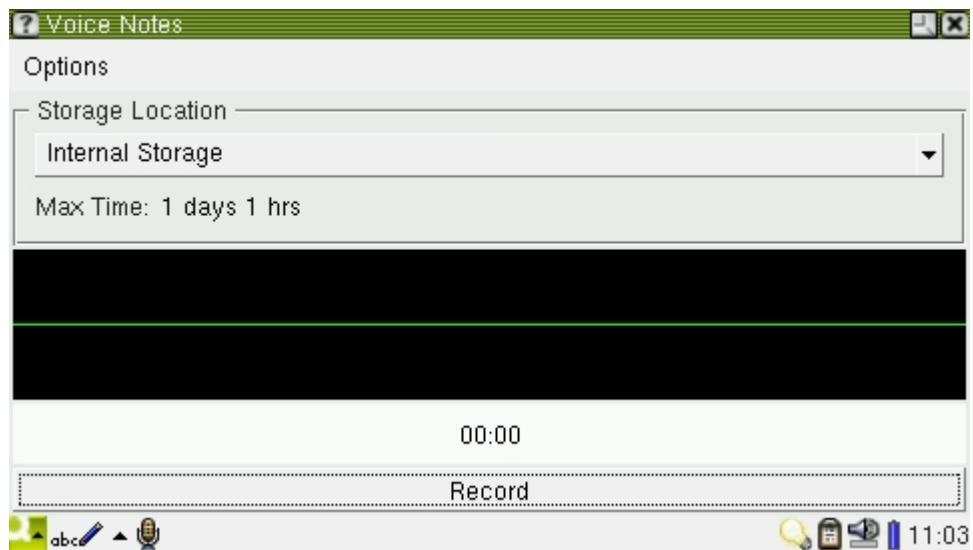 Voice Notes
Options
Storage Location
Internal Storage
Max Time: 1 days 1 hrs
00:00
Record
abc 11:03